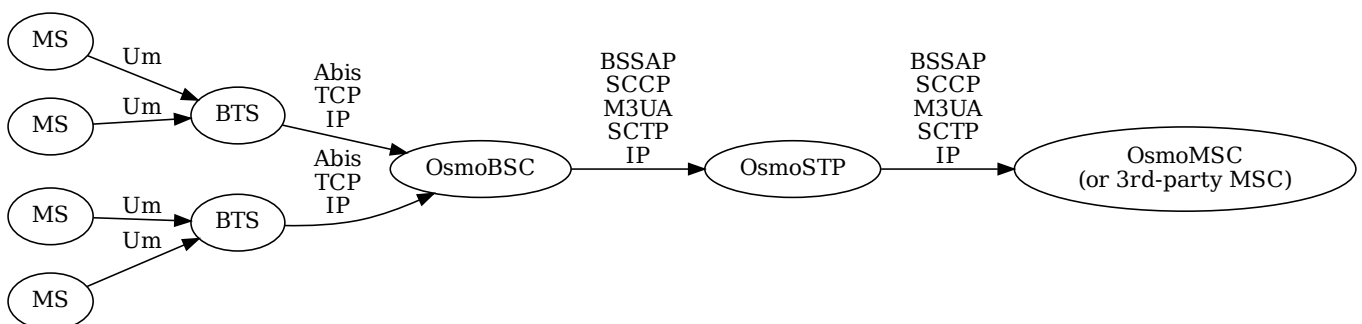 MS
Um
MS
Um
BTS
Abis
TCP
IP
MS
Um
MS
Um
BTS
Abis
TCP
IP
OsmoBSC
BSSAP
SCCP
M3UA
SCTP
IP
OsmoSTP
BSSAP
SCCP
M3UA
SCTP
IP
OsmoMSC
(or 3rd-party MSC)